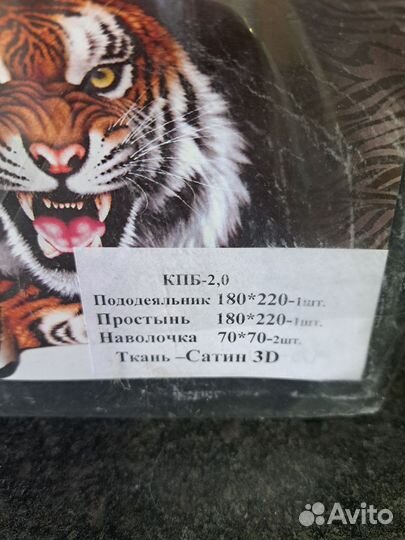 КПБ-2,0
Пододеяльник 180*220-1шт.
Простынь 180*220-1шт.
Наволочка 70*70-2шт.
Ткань –Сатин 3D
Avito